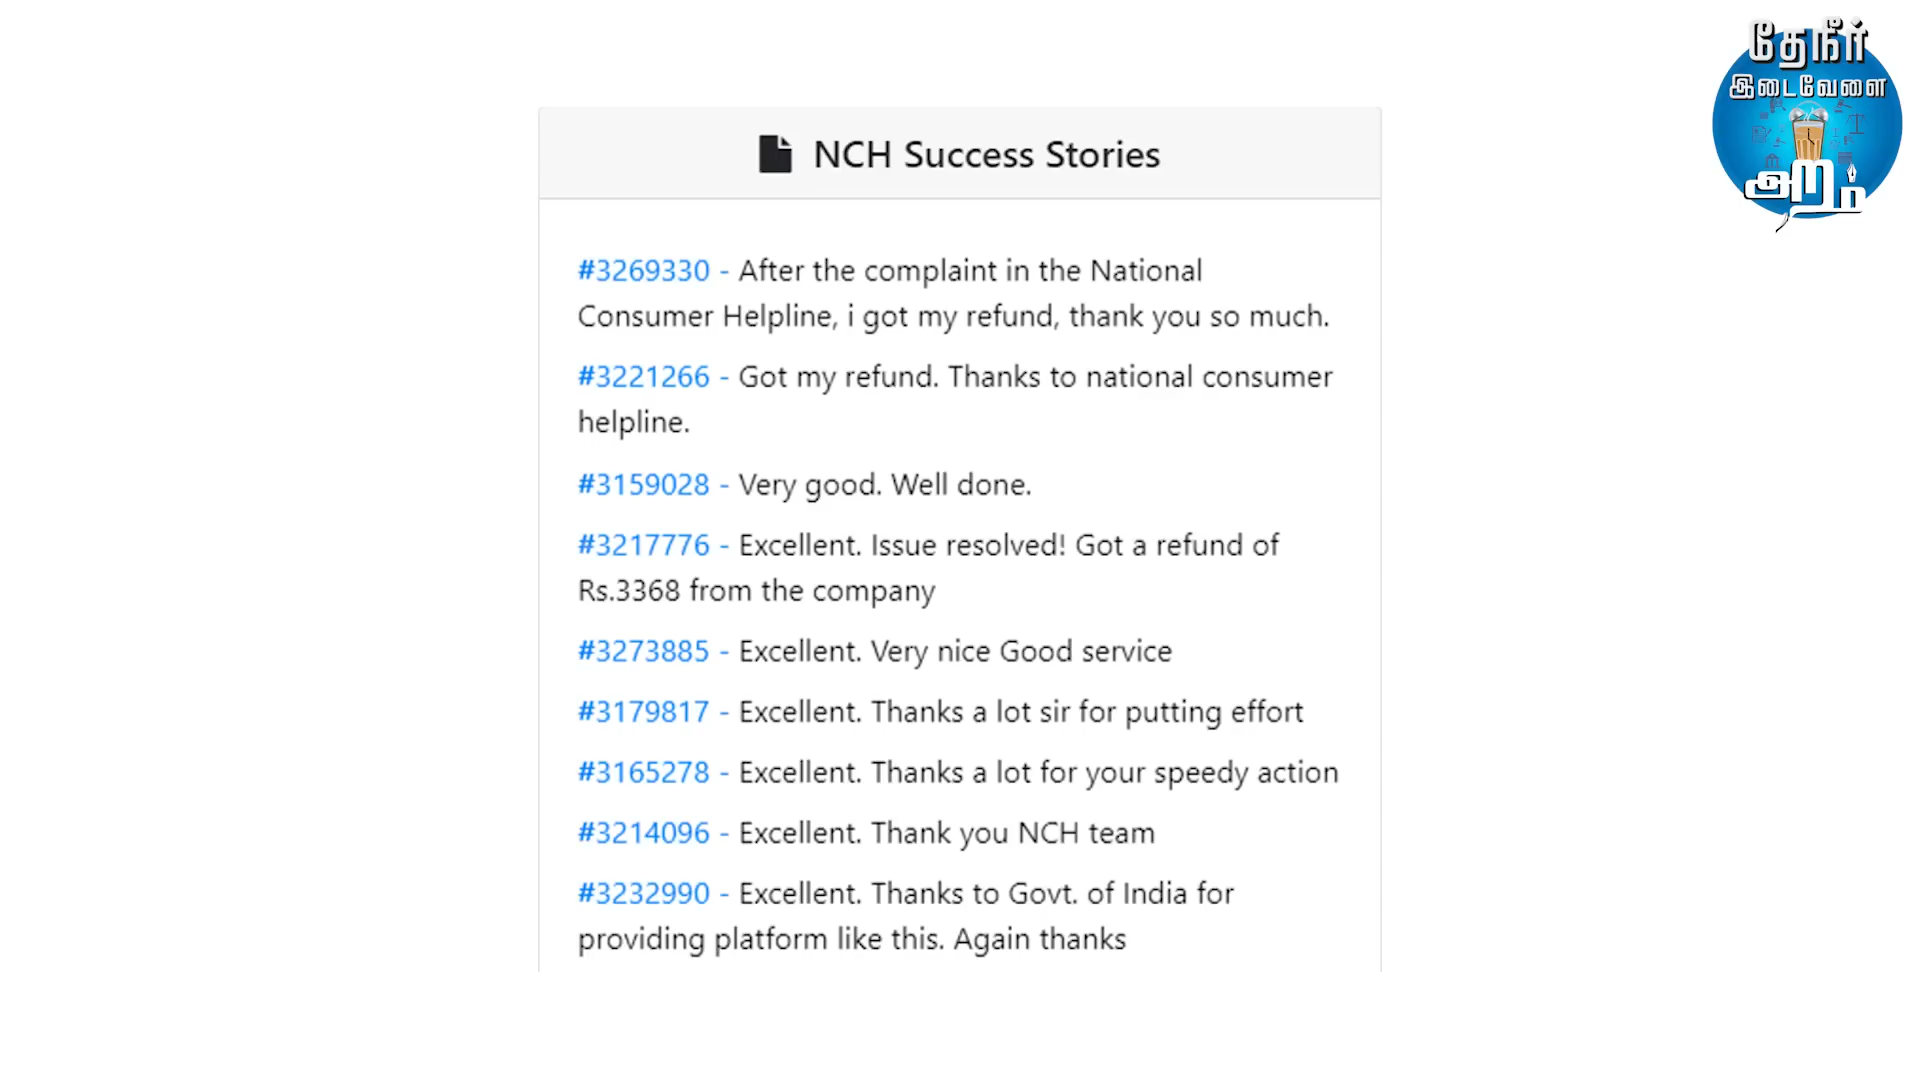 தேநீர்
இடைவேளை
அறம்
NCH Success Stories
#3269330 - After the complaint in the National
Consumer Helpline, i got my refund, thank you so much.
#3221266 - Got my refund. Thanks to national consumer
helpline.
#3159028 - Very good. Well done.
#3217776 - Excellent. Issue resolved! Got a refund of
Rs.3368 from the company
#3273885 - Excellent. Very nice Good service
#3179817 - Excellent. Thanks a lot sir for putting effort
#3165278 - Excellent. Thanks a lot for your speedy action
#3214096 - Excellent. Thank you NCH team
#3232990 - Excellent. Thanks to Govt. of India for
providing platform like this. Again thanks